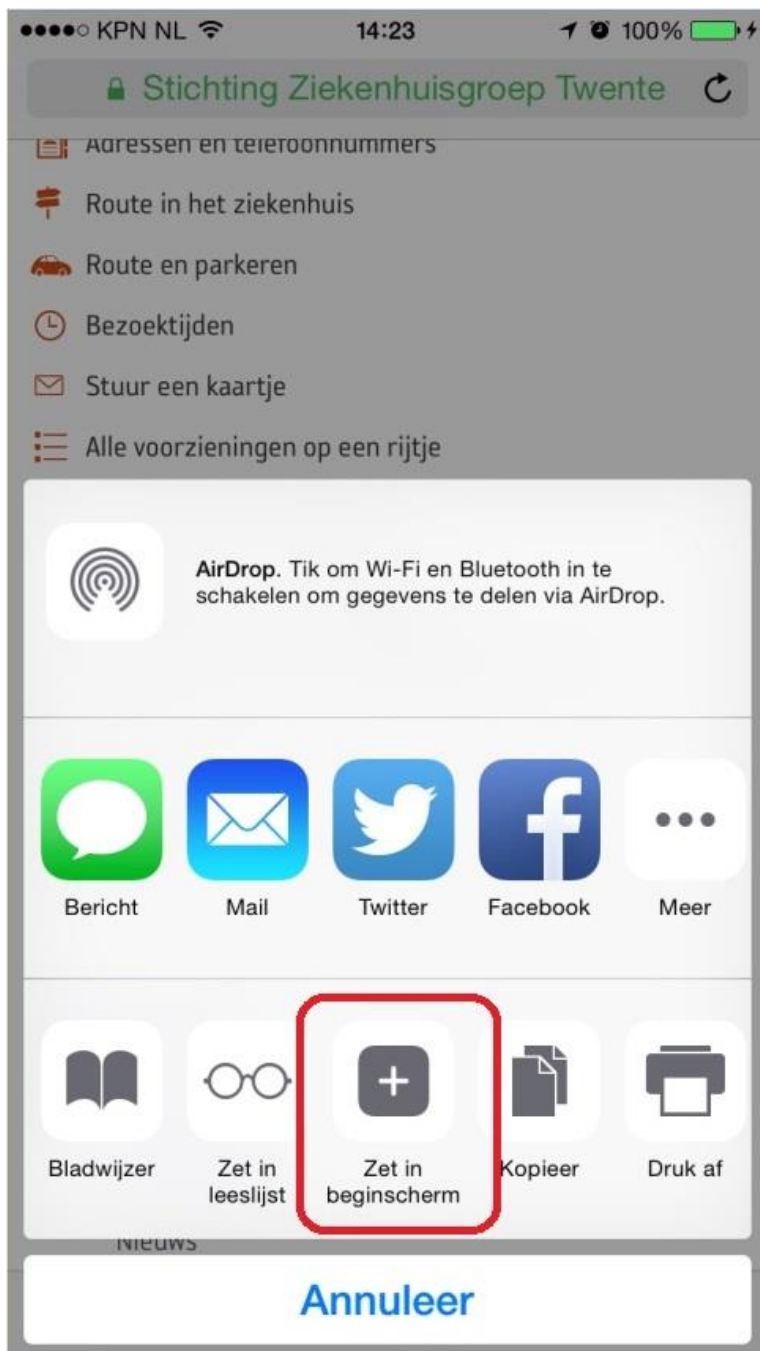 KPN NL 14:23 100%
Stichting Ziekenhuisgroep Twente
Adressen en telefoonnummers
Route in het ziekenhuis
Route en parkeren
Bezoektijden
Stuur een kaartje
Alle voorzieningen op een rijtje
AirDrop. Tik om Wi-Fi en Bluetooth in te
schakelen om gegevens te delen via AirDrop.
Bericht Mail Twitter Facebook Meer
Bladwijzer Zet in Zet in Kopieer Druk af
leeslijst beginscherm
Nieuws
Annuleer